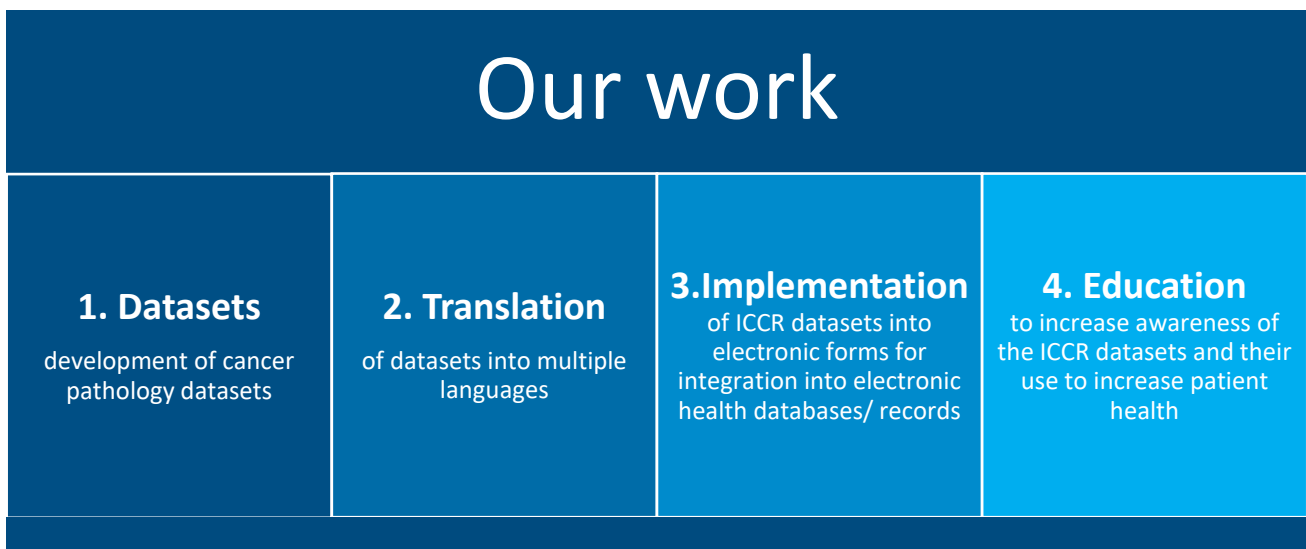 Our work
1. Datasets
development of cancer
pathology datasets
2. Translation
of datasets into multiple
languages
3.Implementation
of ICCR datasets into
electronic forms for
integration into electronic
health databases/ records
4. Education
to increase awareness of
the ICCR datasets and their
use to increase patient
health